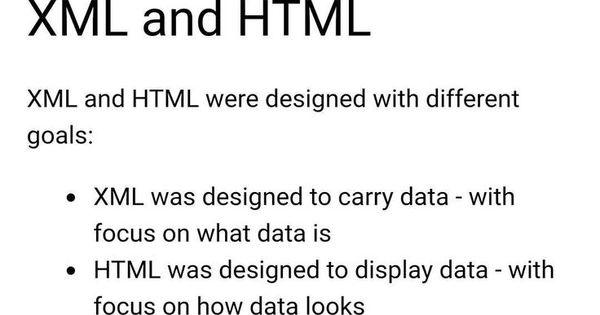 XML and HTML
XML and HTML were designed with different
goals:
• XML was designed to carry data - with
focus on what data is
• HTML was designed to display data - with
focus on how data looks